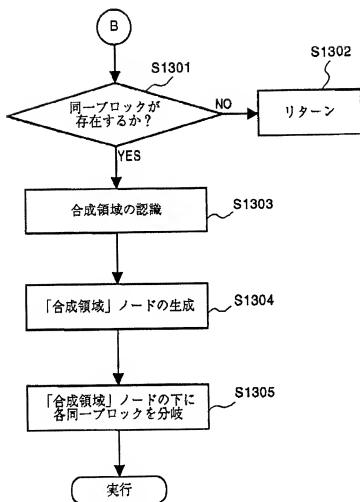 B
S1301
S1302
同一ブロックが
存在するか？
NO
リターン
YES
合成領域の認識
S1303
「合成領域」ノードの生成
S1304
「合成領域」ノードの下に
各同一ブロックを分岐
S1305
実行